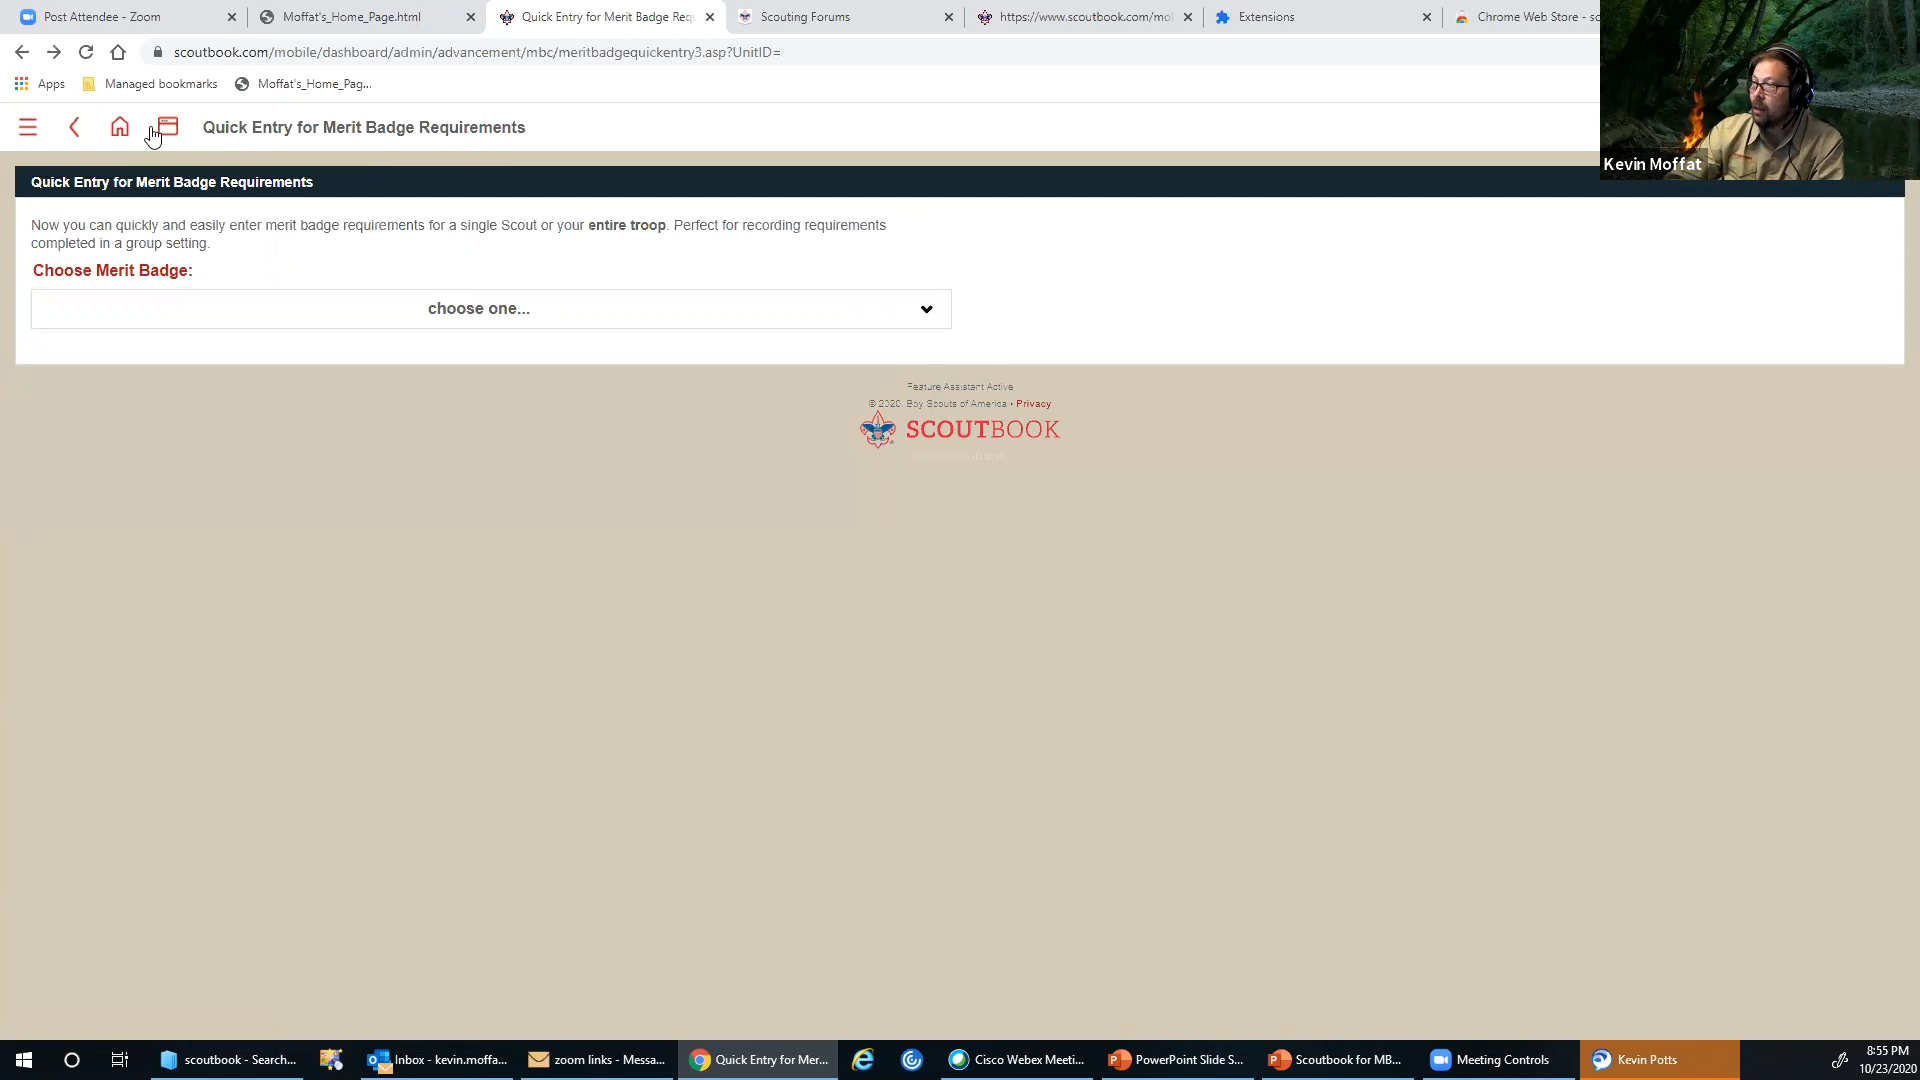 Post Attendee - Zoom
Moffat's_Home_Page.html
Quick Entry for Merit Badge Req
Scouting Forums
https://www.scoutbook.com/mo
Extensions
Chrome Web Store - sc
scoutbook.com/mobile/dashboard/admin/advancement/mbc/meritbadgequickentry3.asp?UnitID=
Apps
Managed bookmarks
Moffat's_Home_Pag...
Quick Entry for Merit Badge Requirements
Kevin Moffat
Quick Entry for Merit Badge Requirements
Now you can quickly and easily enter merit badge requirements for a single Scout or your entire troop. Perfect for recording requirements
completed in a group setting.
Choose Merit Badge:
choose one...
Feature Assistant Active
© 2020, Boy Scouts of America • Privacy
SCOUTBOOK
scoutbook - Search...
Inbox - kevin.moffa...
zoom links - Messa...
Quick Entry for Mer...
Cisco Webex Meeti...
PowerPoint Slide S...
Scoutbook for MB...
Meeting Controls
Kevin Potts
8:55 PM
10/23/2020